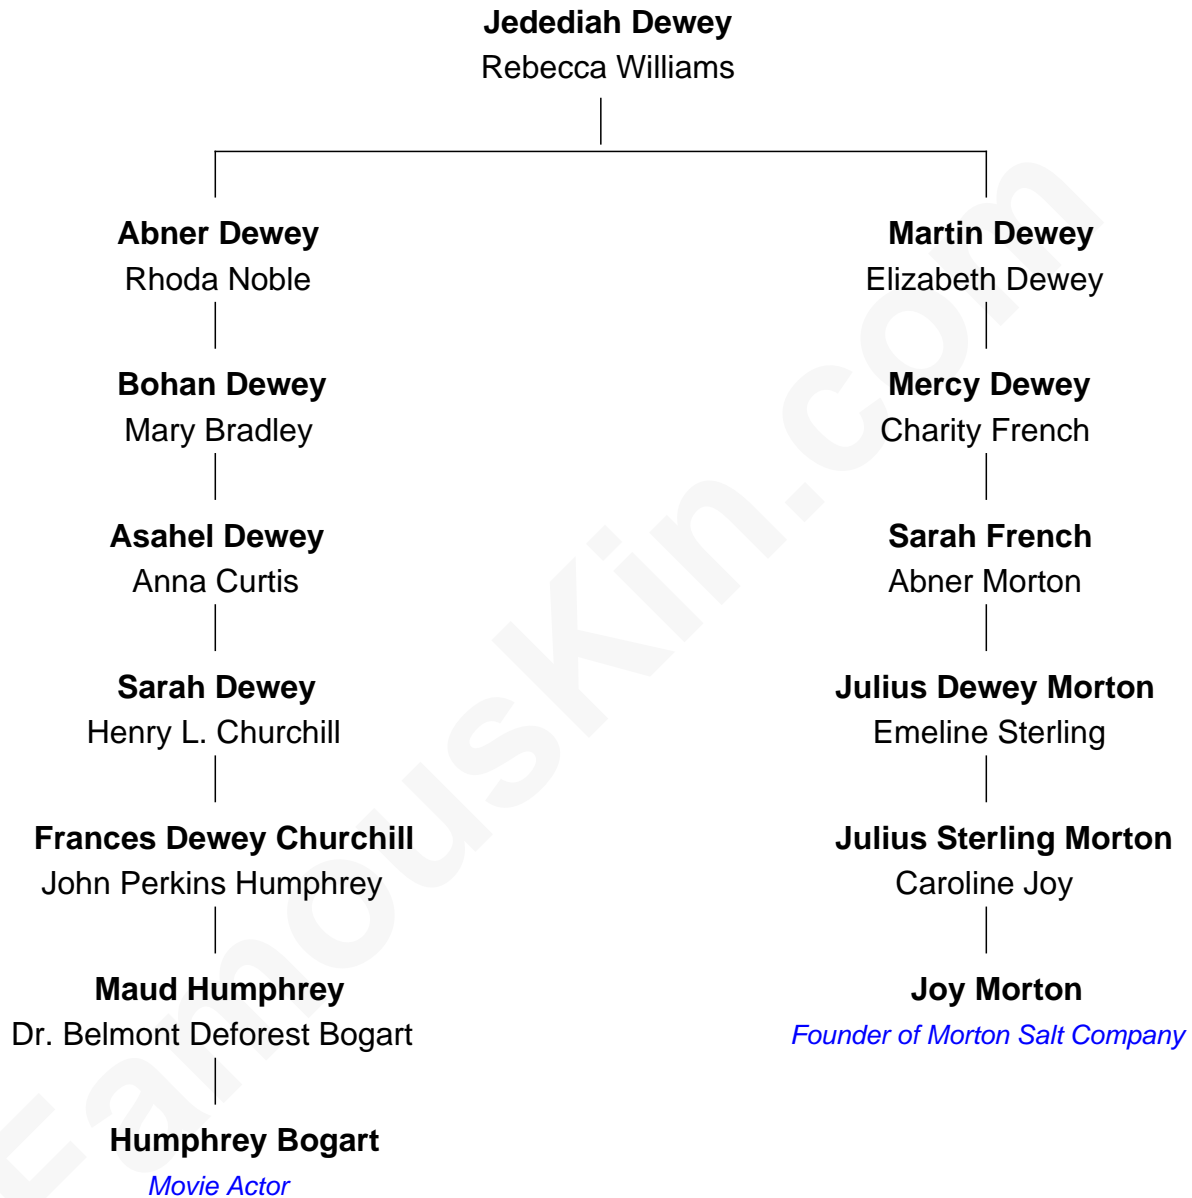 Jedediah Dewey
Rebecca Williams
Abner Dewey
Rhoda Noble
Bohan Dewey
Mary Bradley
Asahel Dewey
Anna Curtis
Sarah Dewey
Henry L. Churchill
Frances Dewey Churchill
John Perkins Humphrey
Maud Humphrey
Dr. Belmont Deforest Bogart
Humphrey Bogart
Movie Actor
Martin Dewey
Elizabeth Dewey
Mercy Dewey
Charity French
Sarah French
Abner Morton
Julius Dewey Morton
Emeline Sterling
Julius Sterling Morton
Caroline Joy
Joy Morton
Founder of Morton Salt Company
FamousKin.com